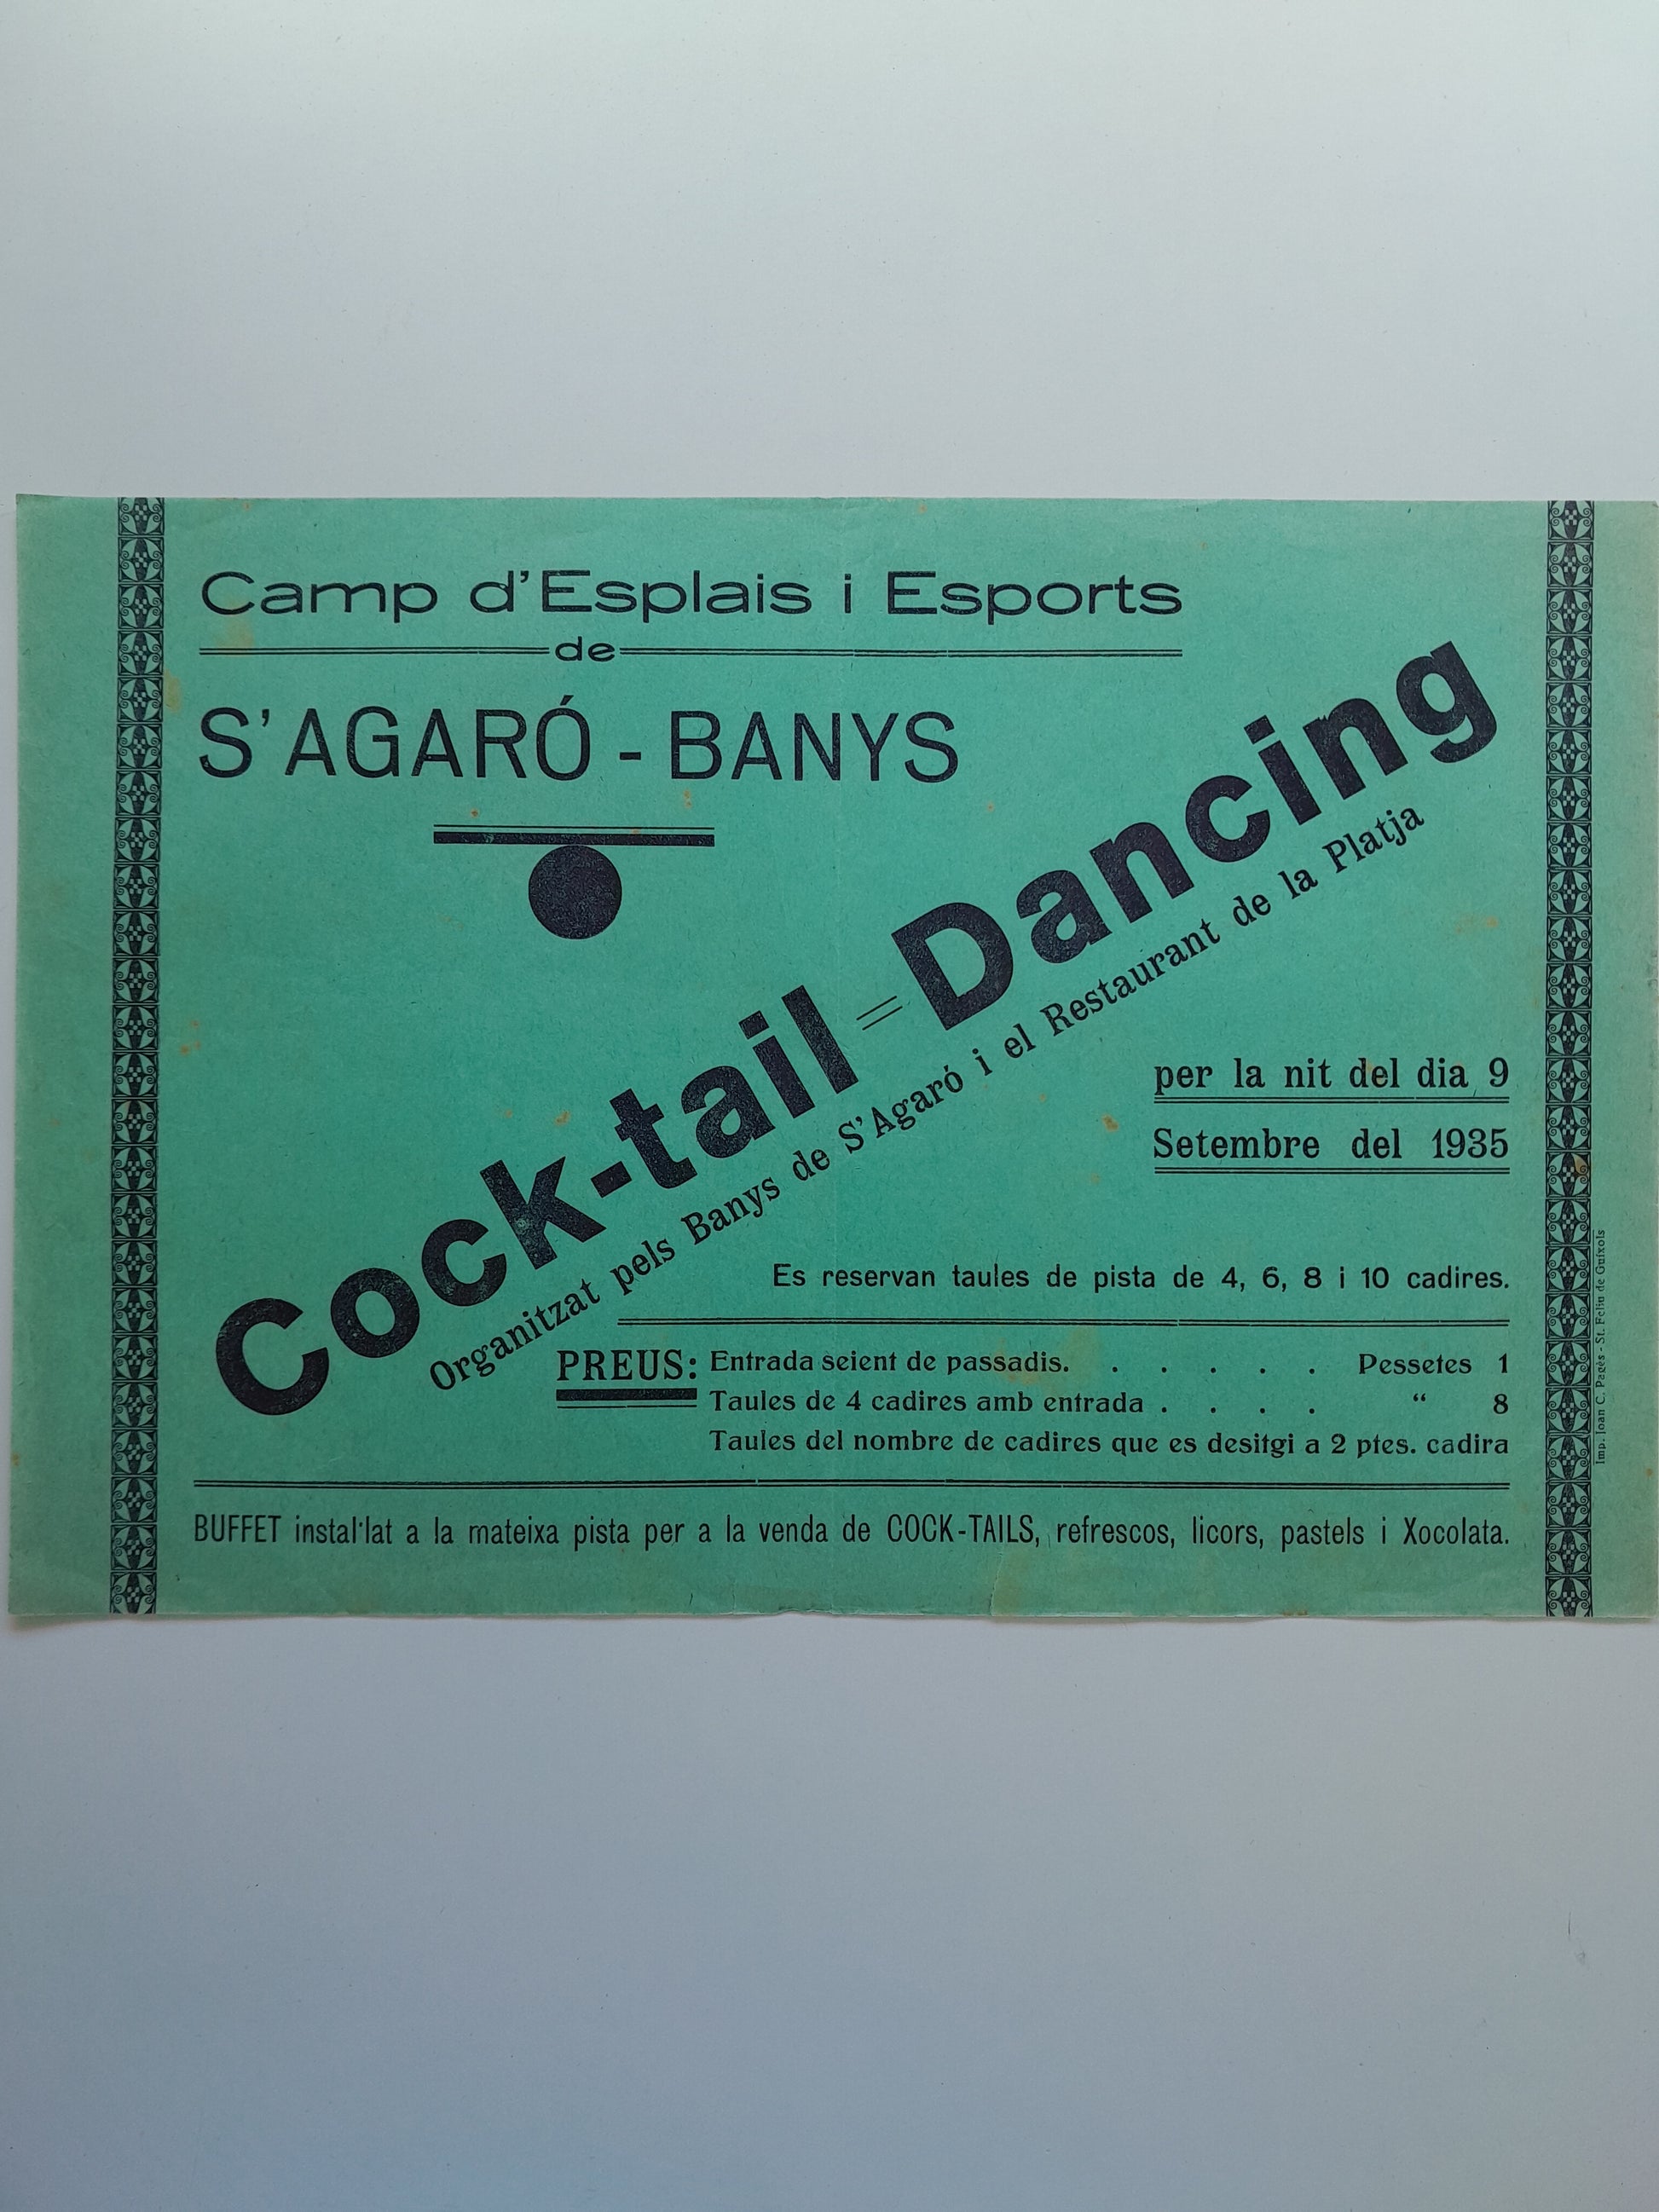 Camp d'Esplais i Esports
de
S'AGARÓ - BANYS
Cock-tail = Dancing
Organitzat pels Banys de S'Agaró i el Restaurant de la Platja
per la nit del dia 9
Setembre del 1935
Es reservan taules de pista de 4, 6, 8 i 10 cadires.
PREUS: Entrada seient de passadis. . . . . . Pessetes 1
Taules de 4 cadires amb entrada . . . . “ 8
Taules del nombre de cadires que es desitgi a 2 ptes. cadira
BUFFET instal·lat a la mateixa pista per a la venda de COCK-TAILS, refrescos, licors, pastels i Xocolata.
Imp. Joan C. Pagès - St. Feliu de Guíxols